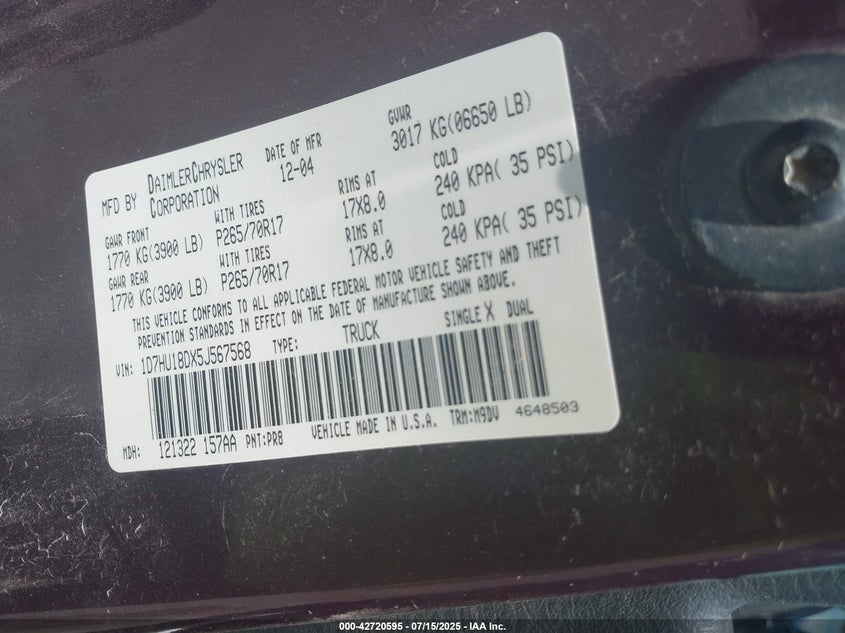 MFD BY DAIMLERCHRYSLER CORPORATION
DATE OF MFR 12-04
GVWR 3017 KG(06650 LB)
GAWR FRONT WITH TIRES RIMS AT COLD
1770 KG(3900 LB) P265/70R17 17X8.0 240 KPA( 35 PSI)
GAWR REAR WITH TIRES RIMS AT COLD
1770 KG(3900 LB) P265/70R17 17X8.0 240 KPA( 35 PSI)
THIS VEHICLE CONFORMS TO ALL APPLICABLE FEDERAL MOTOR VEHICLE SAFETY AND THEFT
PREVENTION STANDARDS IN EFFECT ON THE DATE OF MANUFACTURE SHOWN ABOVE.
VIN: 1D7HU18DX5J567568 TYPE: TRUCK SINGLE X DUAL
MDH: 121322 157AA PNT:PR8 VEHICLE MADE IN U.S.A. TRM:M9DV 4648503
000-42720595 - 07/15/2025 - IAA Inc.